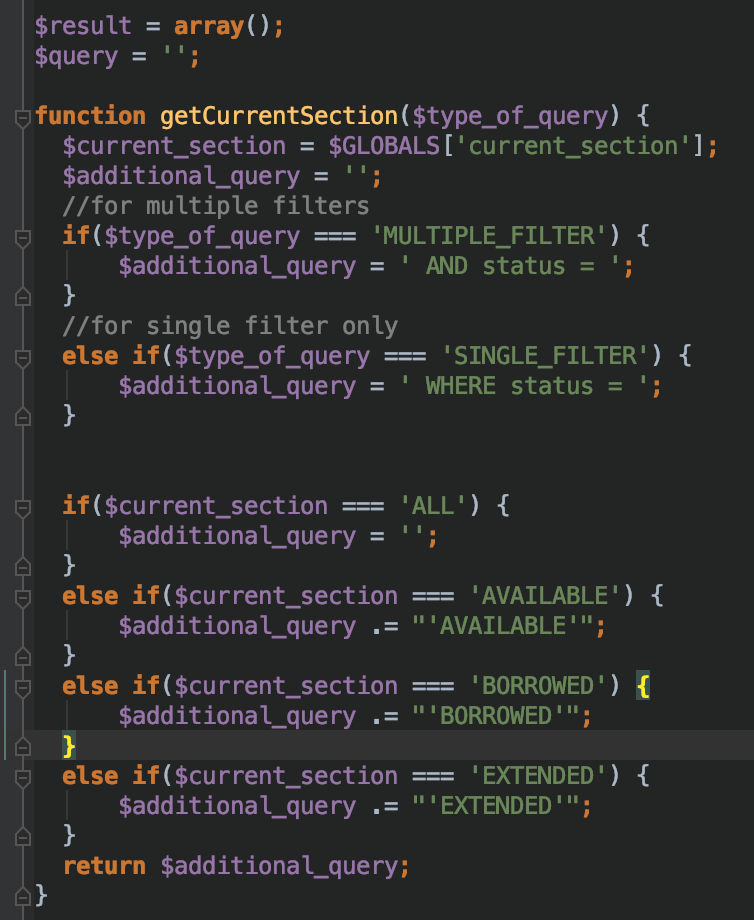 $result = array();
$query = '';
function getCurrentSection($type_of_query) {
$current_section = $GLOBALS['current_section'];
$additional_query = '';
//for multiple filters
if($type_of_query === 'MULTIPLE_FILTER') {
$additional_query = ' AND status = ';
}
//for single filter only
else if($type_of_query === 'SINGLE_FILTER') {
$additional_query = ' WHERE status = ';
}
if($current_section === 'ALL') {
$additional_query = '';
}
else if($current_section === 'AVAILABLE') {
$additional_query .= "'AVAILABLE'";
}
else if($current_section === 'BORROWED') {
$additional_query .= "'BORROWED'";
}
else if($current_section === 'EXTENDED') {
$additional_query .= "'EXTENDED'";
}
return $additional_query;
}